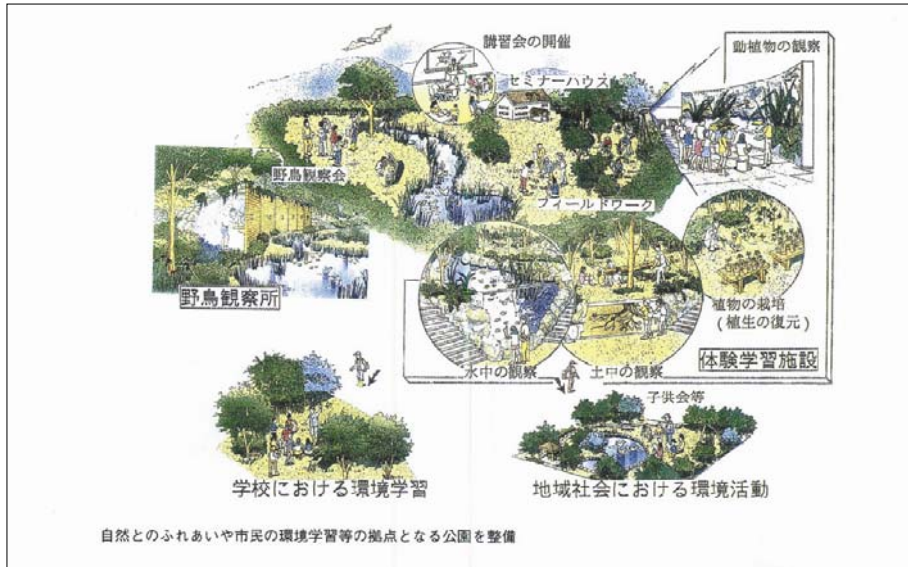 講習会の開催
動植物の観察
セミナーハウス
野鳥観察会
フィールドワーク
野鳥観察所
植物の栽培
(植生の復元)
体験学習施設
水中の観察
土中の観察
子供会等
学校における環境学習
地域社会における環境活動
自然とのふれあいや市民の環境学習等の拠点となる公園を整備